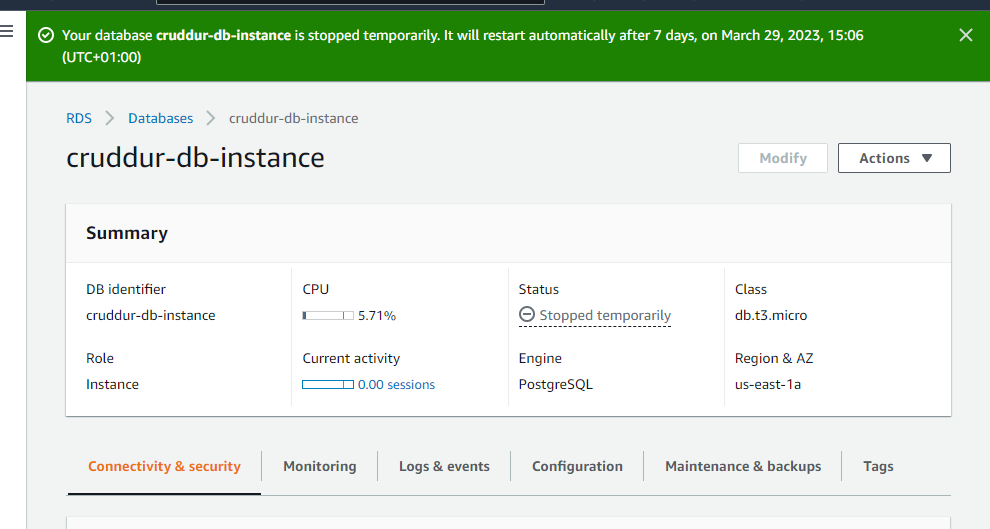 Your database cruddur-db-instance is stopped temporarily. It will restart automatically after 7 days, on March 29, 2023, 15:06
(UTC+01:00)
RDS > Databases > cruddur-db-instance
cruddur-db-instance
Modify
Actions
Summary
DB identifier
cruddur-db-instance
CPU
5.71%
Status
Stopped temporarily
Class
db.t3.micro
Role
Instance
Current activity
0.00 sessions
Engine
PostgreSQL
Region & AZ
us-east-1a
Connectivity & security
Monitoring
Logs & events
Configuration
Maintenance & backups
Tags